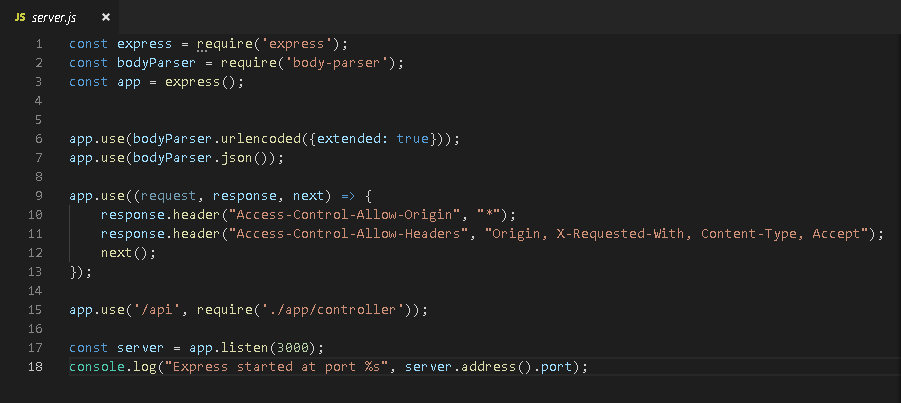 JS server.js ×
1 const express = require('express');
2 const bodyParser = require('body-parser');
3 const app = express();
4
5
6 app.use(bodyParser.urlencoded({extended: true}));
7 app.use(bodyParser.json());
8
9 app.use((request, response, next) => {
10     response.header("Access-Control-Allow-Origin", "*");
11     response.header("Access-Control-Allow-Headers", "Origin, X-Requested-With, Content-Type, Accept");
12     next();
13 });
14
15 app.use('/api', require('./app/controller'));
16
17 const server = app.listen(3000);
18 console.log("Express started at port %s", server.address().port);